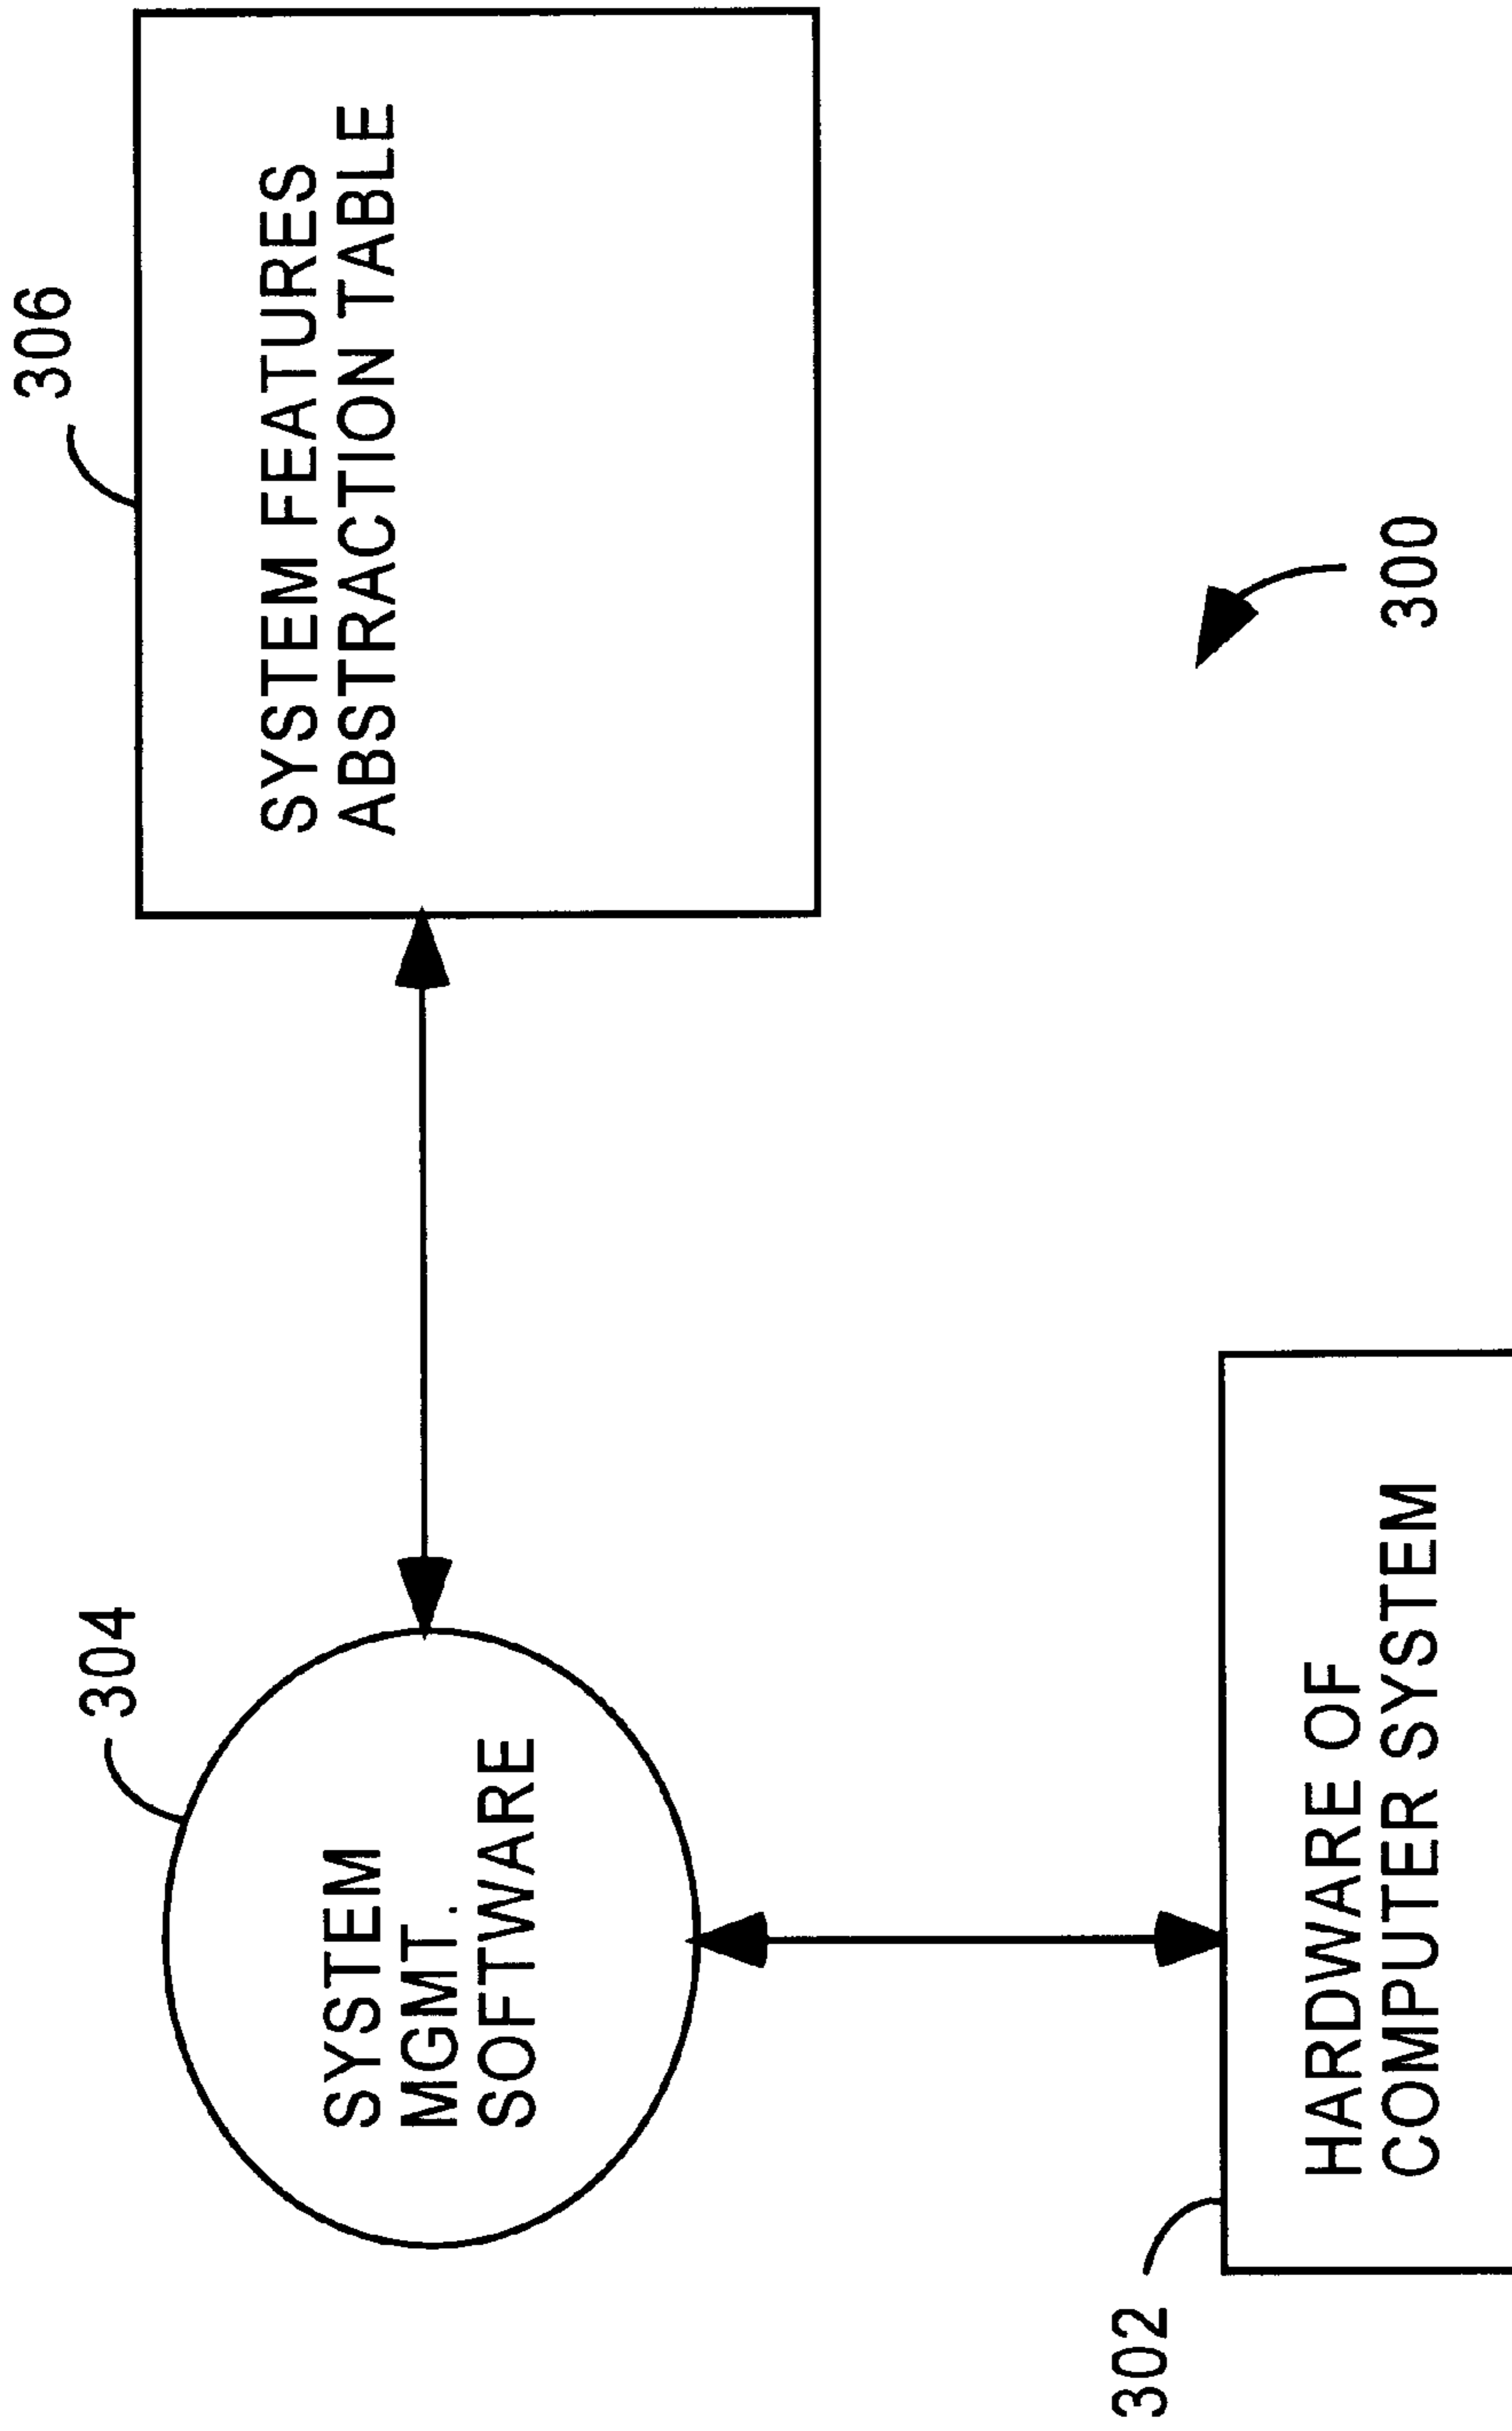 306
SYSTEM FEATURES
ABSTRACTION TABLE
304
SYSTEM
MGMT.
SOFTWARE
300
302
HARDWARE OF
COMPUTER SYSTEM